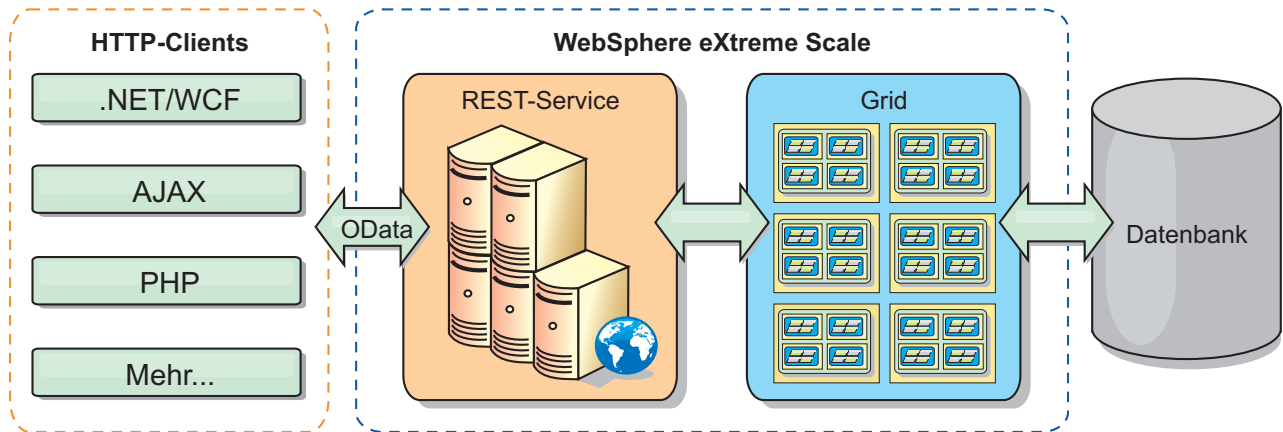 HTTP-Clients
.NET/WCF
AJAX
PHP
Mehr...
OData
WebSphere eXtreme Scale
REST-Service
Grid
Datenbank